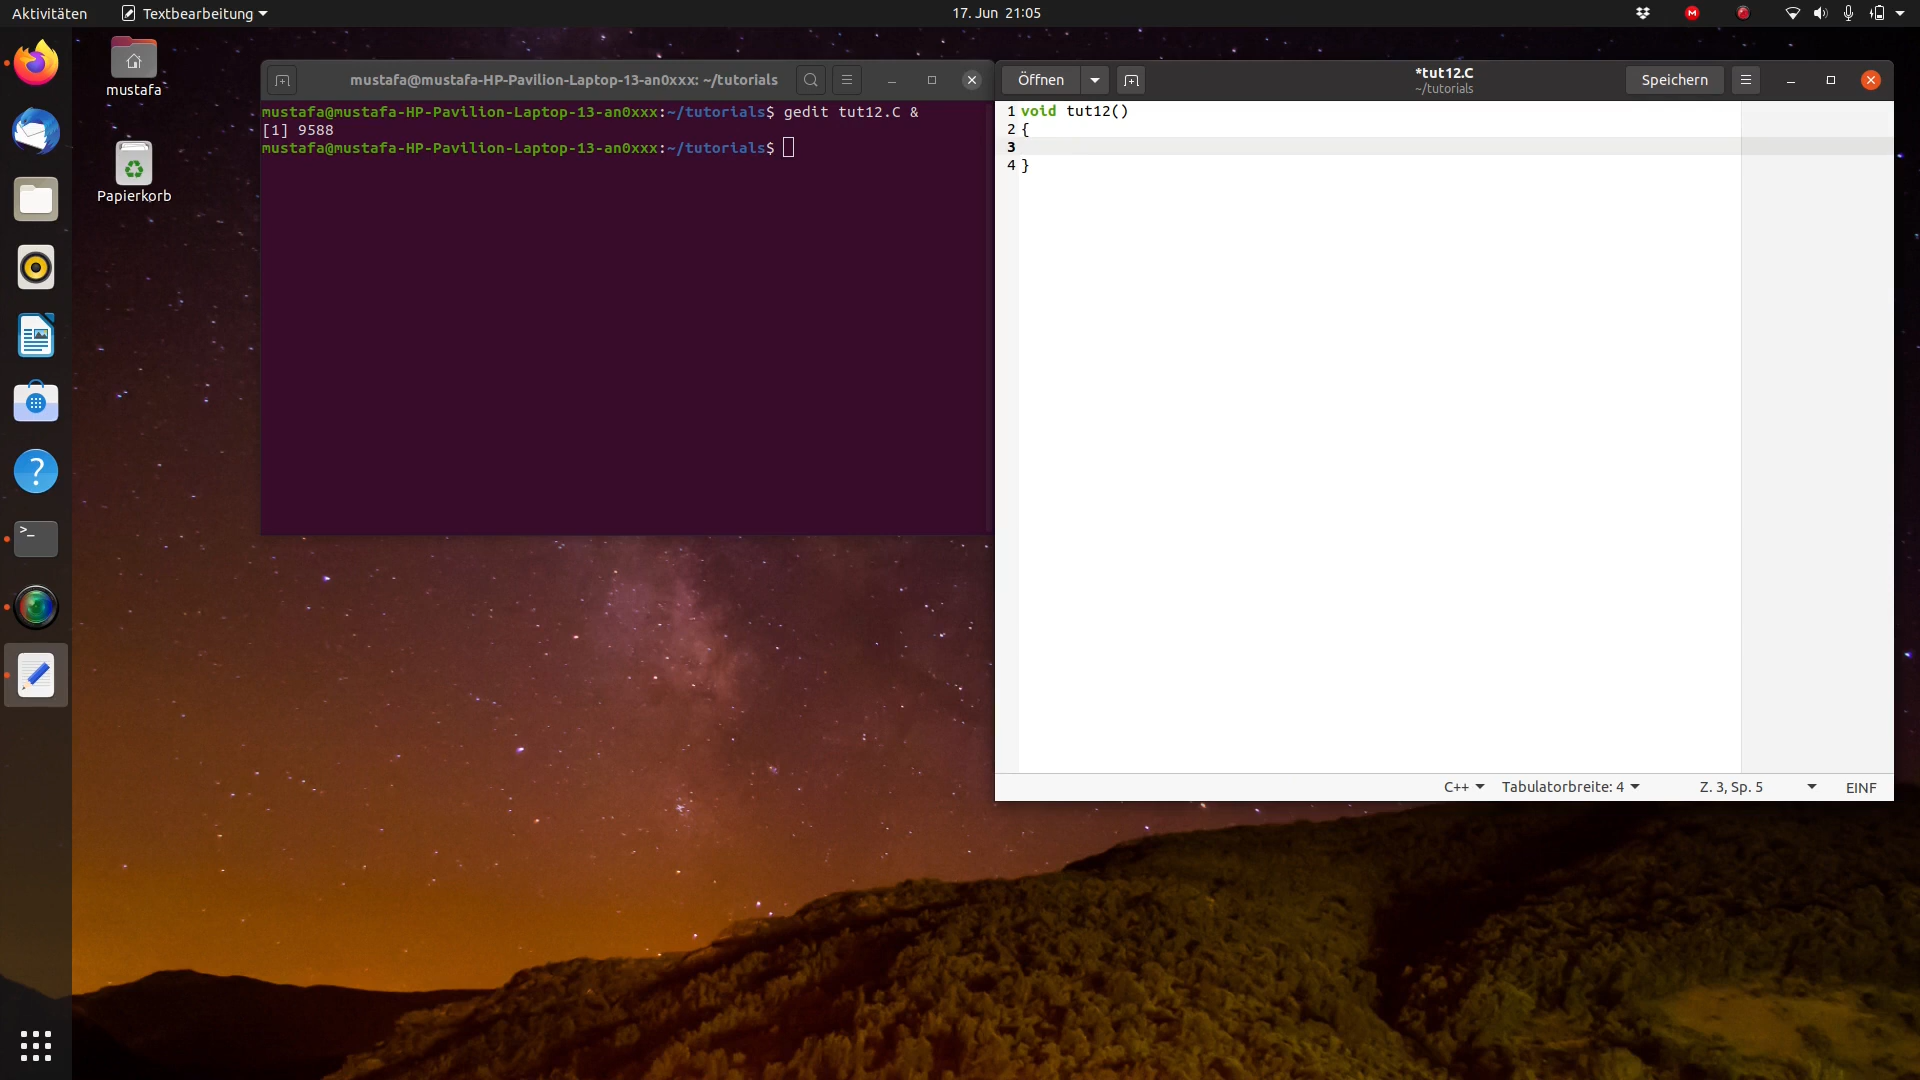 Aktivitäten
Textbearbeitung
17. Jun 21:05
mustafa
Papierkorb
mustafa@mustafa-HP-Pavilion-Laptop-13-an0xxx: ~/tutorials
mustafa@mustafa-HP-Pavilion-Laptop-13-an0xxx:~/tutorials$ gedit tut12.C &
[1] 9588
mustafa@mustafa-HP-Pavilion-Laptop-13-an0xxx:~/tutorials$
Öffnen
*tut12.C
~/tutorials
Speichern
1 void tut12()
2 {
3
4 }
C++
Tabulatorbreite: 4
Z. 3, Sp. 5
EINF